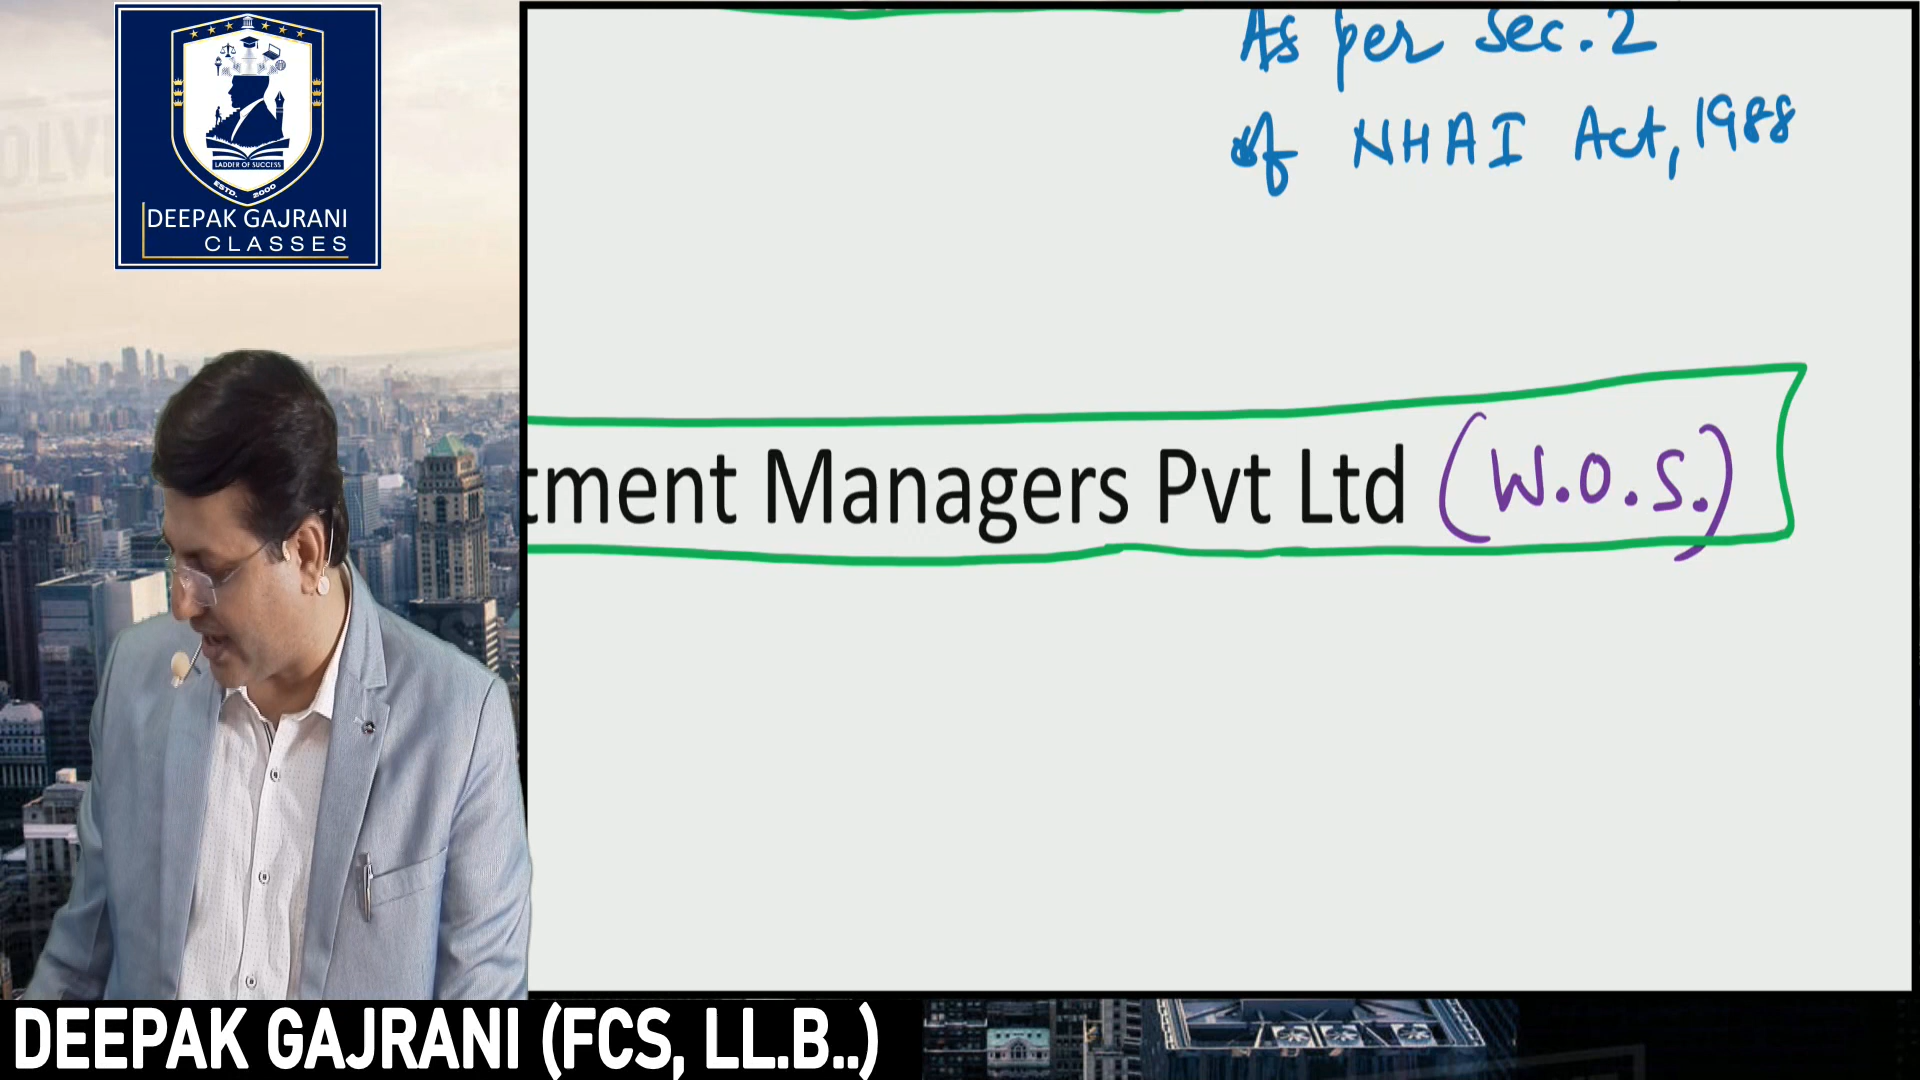 LADDER OF SUCCESS
ESTD. 2000
DEEPAK GAJRANI
CLASSES
As per Sec. 2
of NHAI Act, 1988
tment Managers Pvt Ltd (W.O.S.)
DEEPAK GAJRANI (FCS, LL.B..)